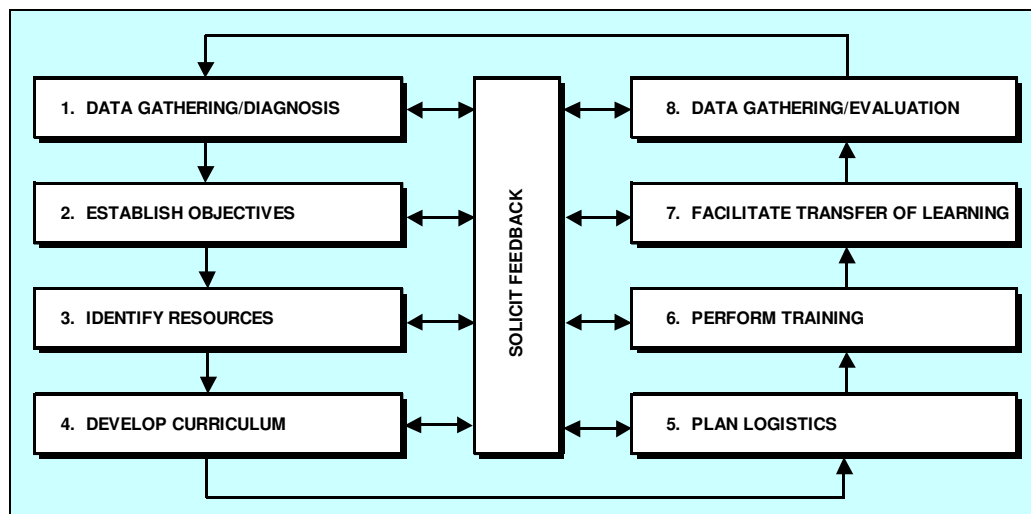 1. DATA GATHERING/DIAGNOSIS
2. ESTABLISH OBJECTIVES
3. IDENTIFY RESOURCES
4. DEVELOP CURRICULUM
SOLICIT FEEDBACK
8. DATA GATHERING/EVALUATION
7. FACILITATE TRANSFER OF LEARNING
6. PERFORM TRAINING
5. PLAN LOGISTICS